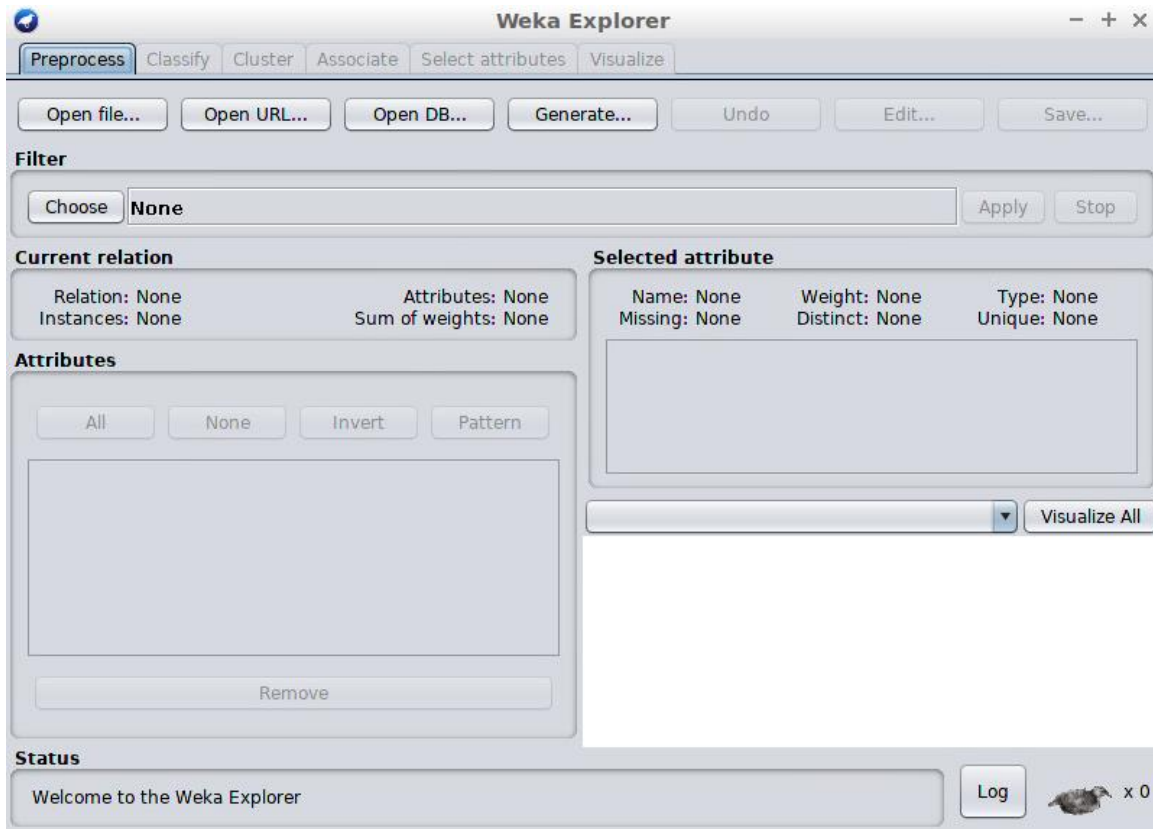 Weka Explorer
Preprocess Classify Cluster Associate Select attributes Visualize
Open file... Open URL... Open DB... Generate... Undo Edit... Save...
Filter
Choose None Apply Stop
Current relation
Relation: None Attributes: None
Instances: None Sum of weights: None
Selected attribute
Name: None Weight: None Type: None
Missing: None Distinct: None Unique: None
Attributes
All None Invert Pattern
Remove
Visualize All
Status
Welcome to the Weka Explorer
Log x 0